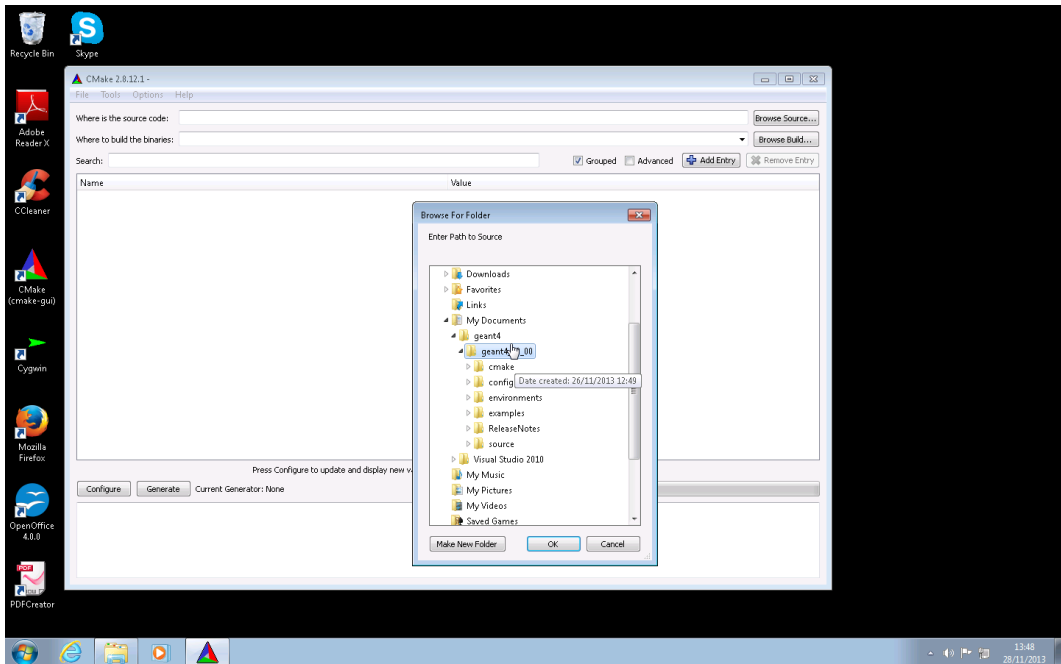 Recycle Bin
Skype
Adobe
Reader X
CCleaner
CMake
(cmake-gui)
Cygwin
Mozilla
Firefox
OpenOffice
4.0.0
PDF
PDFCreator
CMake 2.8.12.1 -
File Tools Options Help
Where is the source code:
Browse Source...
Where to build the binaries:
Browse Build...
Search:
Grouped
Advanced
Add Entry
Remove Entry
Name Value
Browse For Folder
Enter Path to Source
Downloads
Favorites
Links
My Documents
geant4
_00
cmake
config
Date created: 26/11/2013 12:49
environments
examples
ReleaseNotes
source
Visual Studio 2010
My Music
My Pictures
My Videos
Saved Games
Make New Folder
OK
Cancel
Press Configure to update and display new
Configure
Generate
Current Generator: None
13:48
28/11/2013